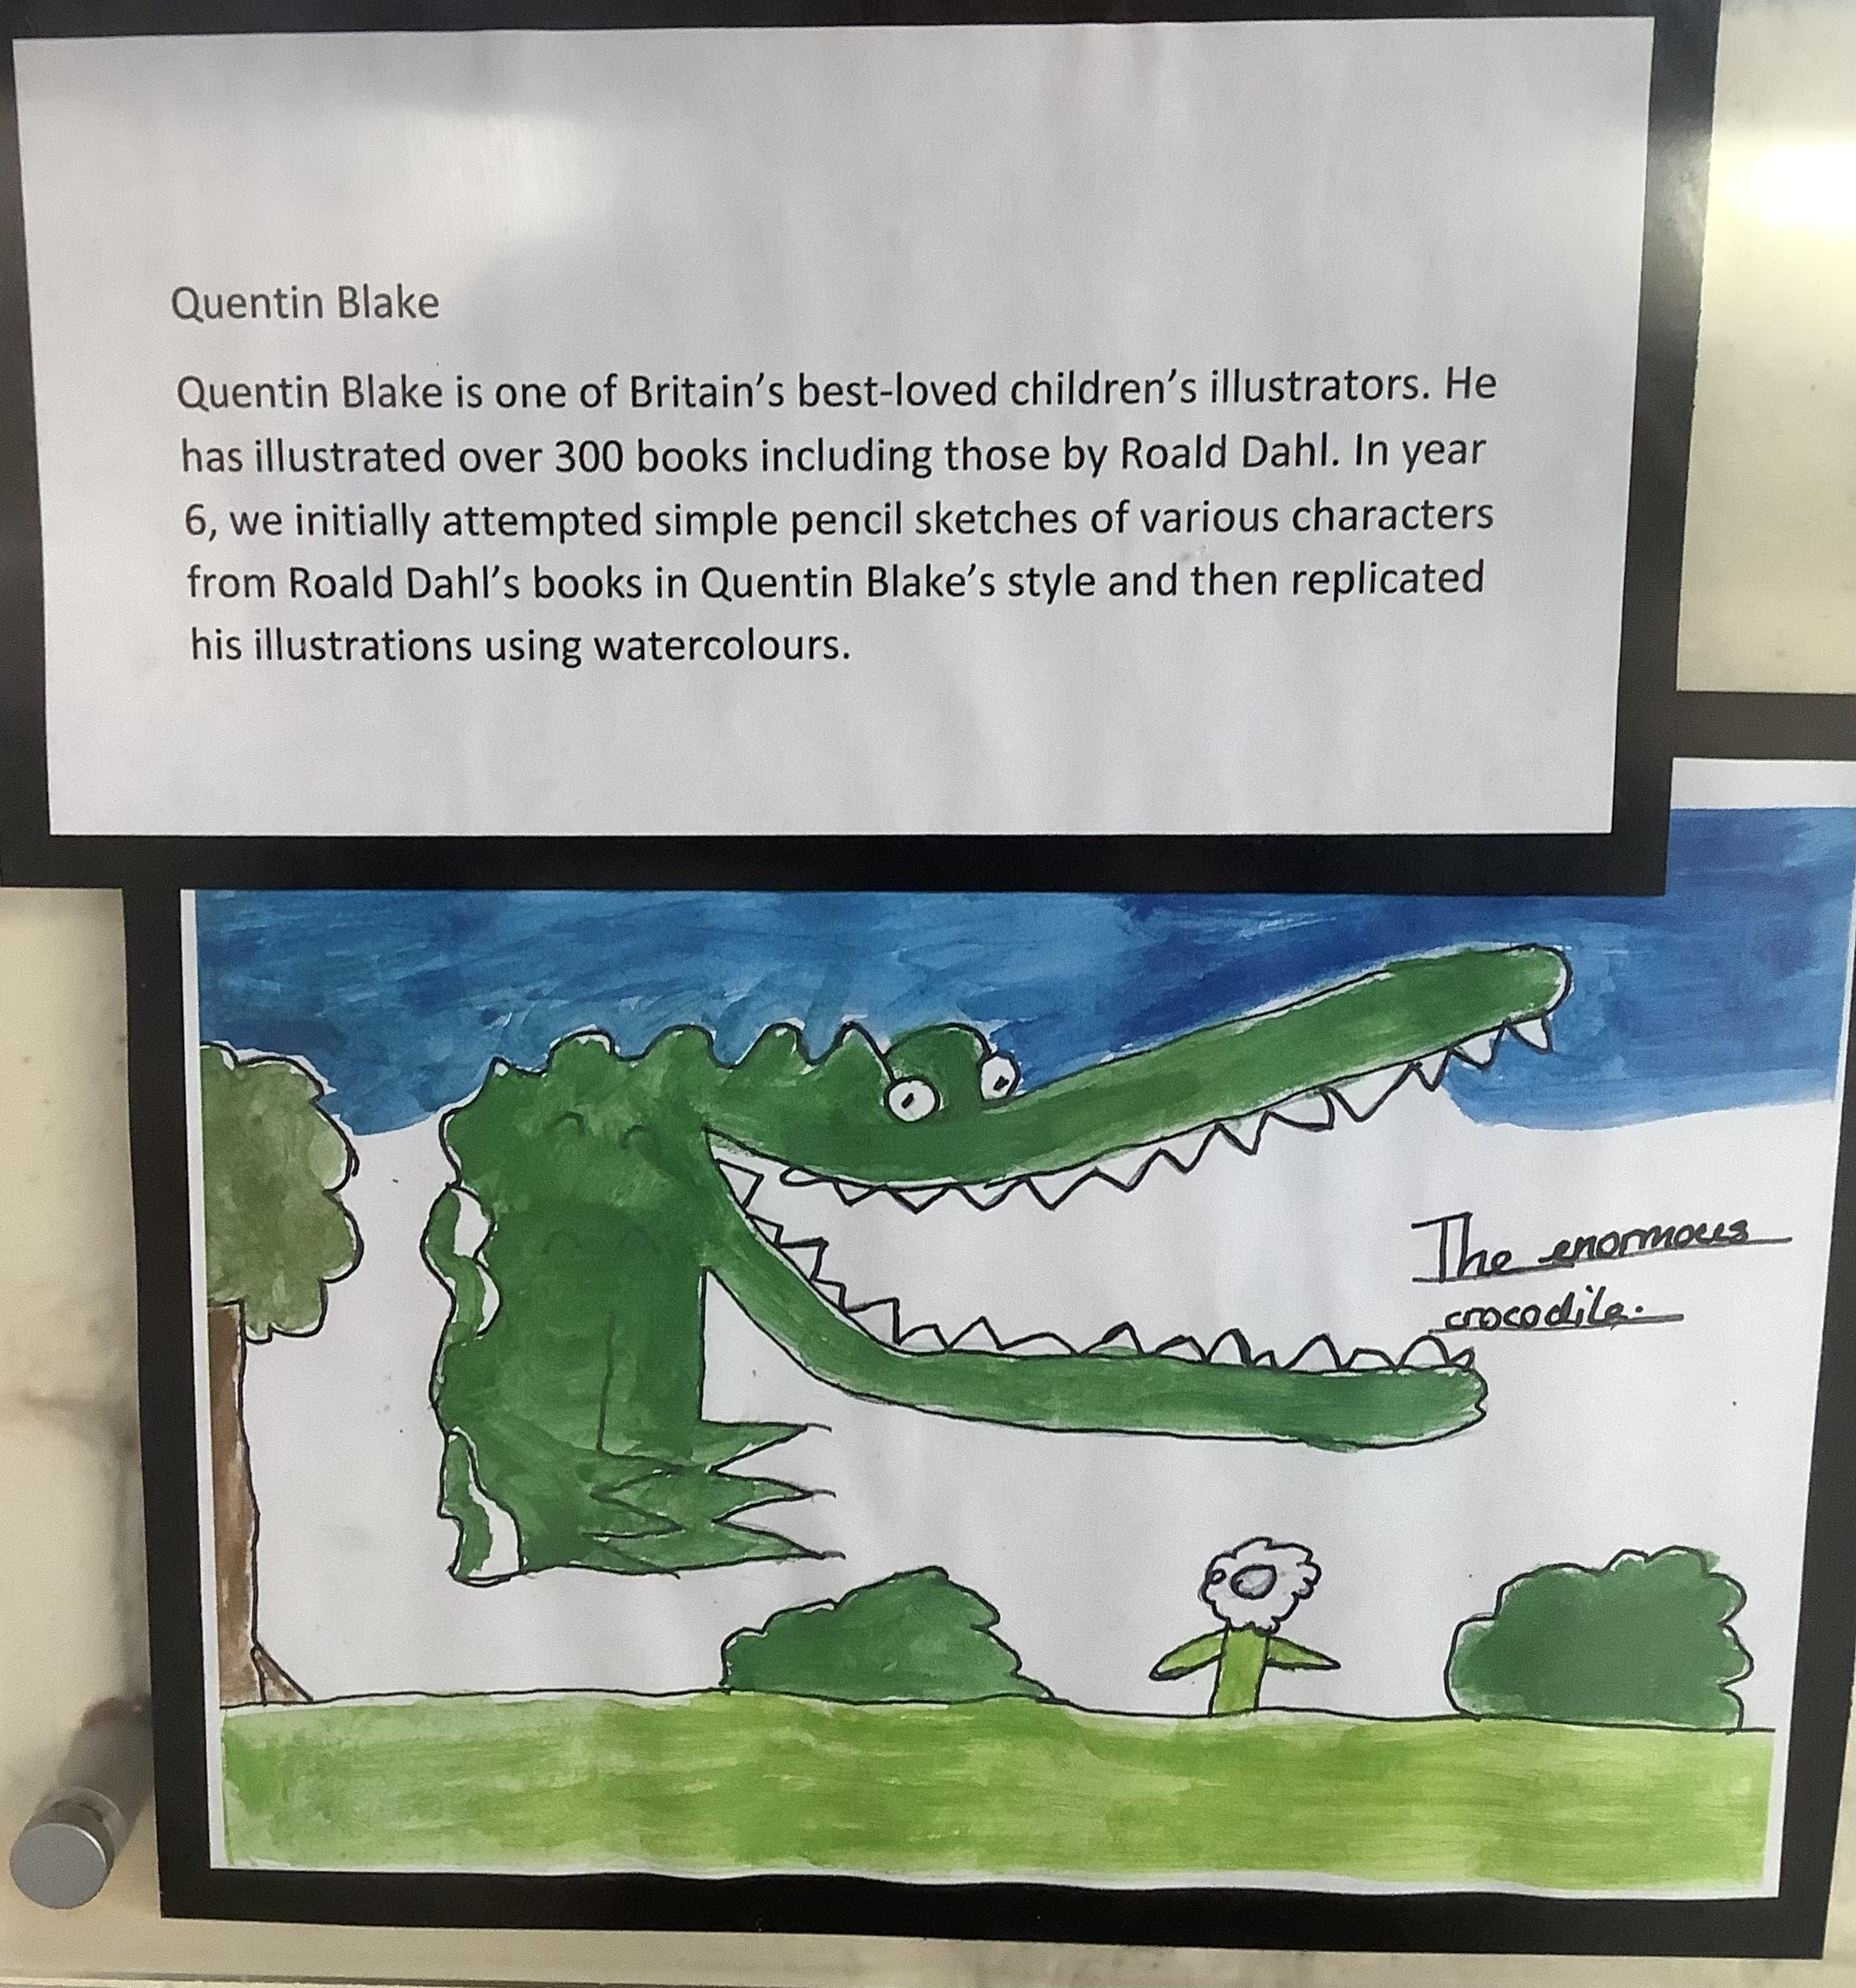 Quentin Blake
Quentin Blake is one of Britain’s best-loved children’s illustrators. He
has illustrated over 300 books including those by Roald Dahl. In year
6, we initially attempted simple pencil sketches of various characters
from Roald Dahl’s books in Quentin Blake’s style and then replicated
his illustrations using watercolours.
The enormous
crocodile.